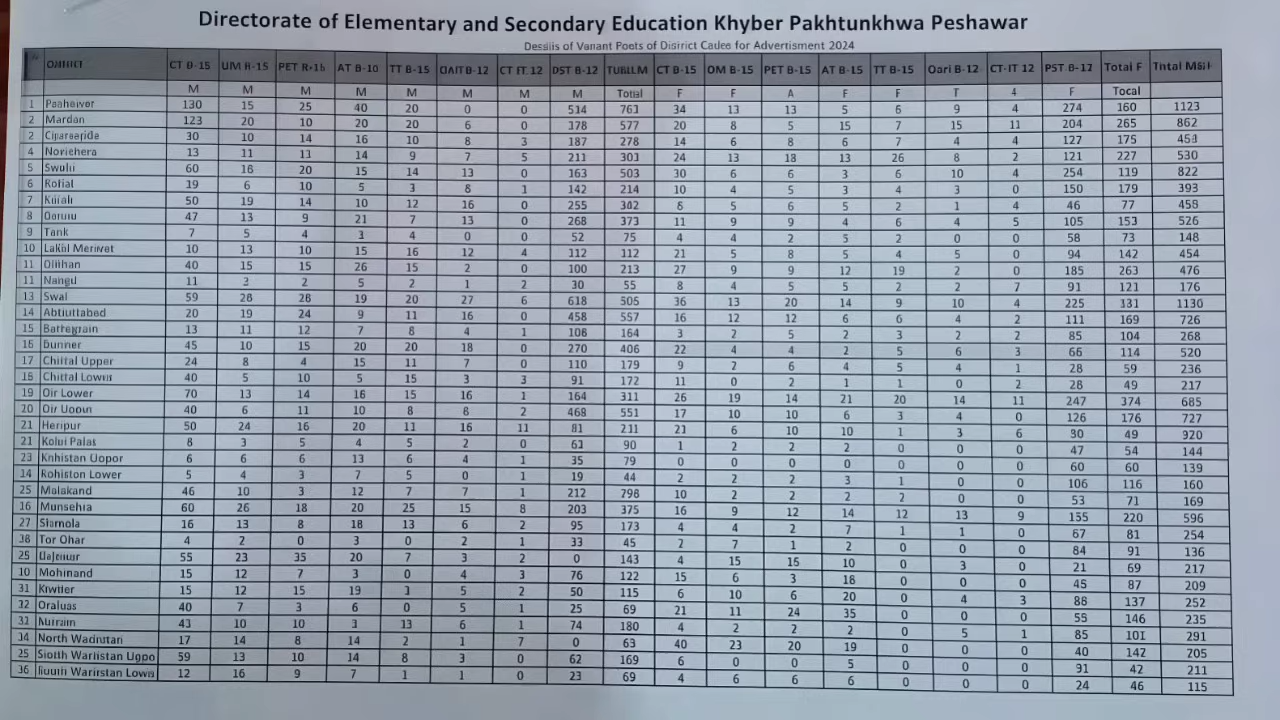 Directorate of Elementary and Secondary Education Khyber Pakhtunkhwa Peshawar
Dessils of Vanant Poets of Disirict Cadea for Advertisment 2024
CT B-15 UM B-15 PET R-1b AT B-10 TT B-15 OAIT B-12 CT IT. 12 DST B-12 TUBLL M CT B-15 OM B-15 PET B-15 AT B-15 TT B-15 Oari B-12 CT-IT 12 PST B-12 Total F
M M M M M M M M Total F F A F F T 4 F Tocal
1 Paaheiwor 130 15 25 40 20 0 0 514 761 34 13 13 5 6 9 4 274 160 1123
2 Mardan 123 20 10 20 20 6 0 178 577 20 8 5 15 7 15 11 204 265 862
2 Ciparseride 30 10 14 16 10 8 3 187 278 14 6 8 6 7 4 4 127 175 453
4 Norichera 13 11 13 14 9 7 5 211 301 24 13 18 13 26 8 2 121 227 530
5 Swulii 60 16 20 15 14 13 0 163 503 30 6 6 3 6 10 4 254 119 822
6 Kotial 19 6 10 5 3 8 1 142 214 10 4 5 3 4 3 0 150 179 393
7 Kurali 50 19 14 10 12 16 0 255 382 8 5 6 5 2 1 4 46 77 458
8 47 13 9 21 7 13 0 268 373 11 9 9 4 6 4 5 105 153 526
9 Tank 7 5 4 3 4 0 0 52 75 4 4 2 5 2 0 0 58 73 148
10 Lakal Meriwat 10 13 10 15 16 12 4 112 112 21 5 8 5 4 5 0 94 142 454
11 Oliihan 40 15 15 26 15 2 0 100 213 27 9 9 12 19 2 0 185 263 476
11 Nangu 11 2 2 5 2 1 2 30 55 8 4 5 5 2 2 7 91 121 176
13 Swal 59 28 28 19 20 27 6 618 505 36 13 20 14 9 10 4 225 131 1130
14 Abtiuttabad 20 19 24 9 11 16 0 458 557 16 12 12 6 6 4 2 111 169 726
15 Battegrain 13 11 12 7 8 4 1 108 164 3 2 5 2 3 2 2 85 104 268
16 Bunner 45 10 15 20 20 18 0 270 406 22 4 4 2 5 6 3 66 114 520
17 Chittal Upper 24 8 4 15 11 7 0 110 179 9 2 6 4 5 4 1 28 59 236
18 Chittal Lower 40 5 10 5 15 3 3 91 172 11 0 2 1 1 0 2 28 49 217
19 Oir Lower 70 13 14 16 15 16 1 164 311 26 19 14 21 20 14 11 247 374 685
20 Oir Uooin 40 6 11 10 8 8 2 468 551 17 10 10 6 3 4 0 126 176 727
21 Heripur 50 24 16 20 11 16 11 81 211 21 6 10 10 1 3 6 30 49 920
21 Kolui Palas 8 3 5 4 5 2 0 61 90 1 2 2 2 0 0 0 47 54 144
23 Knhistan Uopor 6 6 6 13 6 4 1 35 79 0 0 0 0 0 0 0 60 60 139
14 Rohiston Lower 5 4 3 7 5 0 1 19 44 2 2 2 3 1 0 0 106 116 160
25 Malakand 46 10 3 12 7 7 1 212 798 10 2 2 2 2 0 0 53 71 169
16 Munsehra 60 26 18 20 25 15 8 203 375 16 9 12 14 12 13 9 155 220 596
27 Slamola 16 13 8 18 13 6 2 95 173 4 4 2 7 1 1 0 67 81 254
38 Tor Ohar 4 2 0 3 0 2 1 33 45 2 7 1 2 0 0 0 84 91 136
25 55 23 35 20 7 3 2 0 143 4 15 15 10 0 3 0 21 69 217
10 Mohinand 15 12 7 3 0 4 3 76 122 15 6 3 18 0 0 0 45 87 209
31 Kiwtier 15 12 15 19 1 5 2 50 115 6 10 6 20 0 4 3 88 137 252
32 Oraluas 40 7 3 6 0 5 1 25 69 21 11 24 35 0 0 0 55 146 235
32 Nutrain 43 10 10 3 13 6 1 74 180 4 2 2 2 0 5 1 85 101 291
34 North Wadnutan 17 14 8 14 2 1 7 0 63 40 23 20 19 0 0 0 40 142 205
25 Siotth Wariistan Ugpo 59 13 10 14 8 3 0 62 169 6 0 0 5 0 0 0 91 42 211
36 Warirstan Lown 12 16 9 7 1 1 0 23 69 4 6 6 6 0 0 0 24 46 115